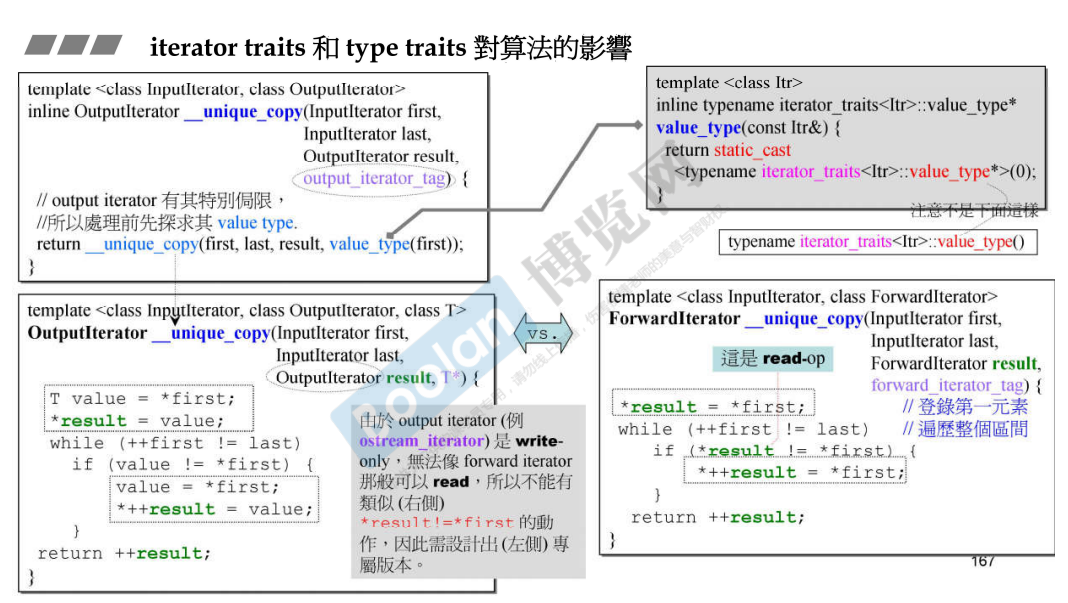 iterator traits 和 type traits 對算法的影響
template <class InputIterator, class OutputIterator>
inline OutputIterator __unique_copy(InputIterator first,
InputIterator last,
OutputIterator result,
output_iterator_tag) {
// output iterator 有其特別侷限，
//所以處理前先探求其 value type.
return __unique_copy(first, last, result, value_type(first));
}
template <class Itr>
inline typename iterator_traits<Itr>::value_type*
value_type(const Itr&) {
return static_cast
<typename iterator_traits<Itr>::value_type*>(0);
}
注意不是下面這樣
typename iterator_traits<Itr>::value_type()
template <class InputIterator, class OutputIterator, class T>
OutputIterator __unique_copy(InputIterator first,
InputIterator last,
OutputIterator result, T*) {
T value = *first;
*result = value;
while (++first != last)
if (value != *first) {
value = *first;
*++result = value;
}
return ++result;
}
vs.
由於 output iterator (例
ostream_iterator) 是 write-
only，無法像 forward iterator
那般可以 read，所以不能有
類似 (右側)
*result!=*first 的動
作，因此需設計出 (左側) 專
屬版本。
template <class InputIterator, class ForwardIterator>
ForwardIterator __unique_copy(InputIterator first,
InputIterator last,
ForwardIterator result,
forward_iterator_tag) {
這是 read-op
*result = *first; // 登錄第一元素
while (++first != last) // 遍歷整個區間
if (*result != *first) {
*++result = *first;
}
return ++result;
}
167
boolan 博览网